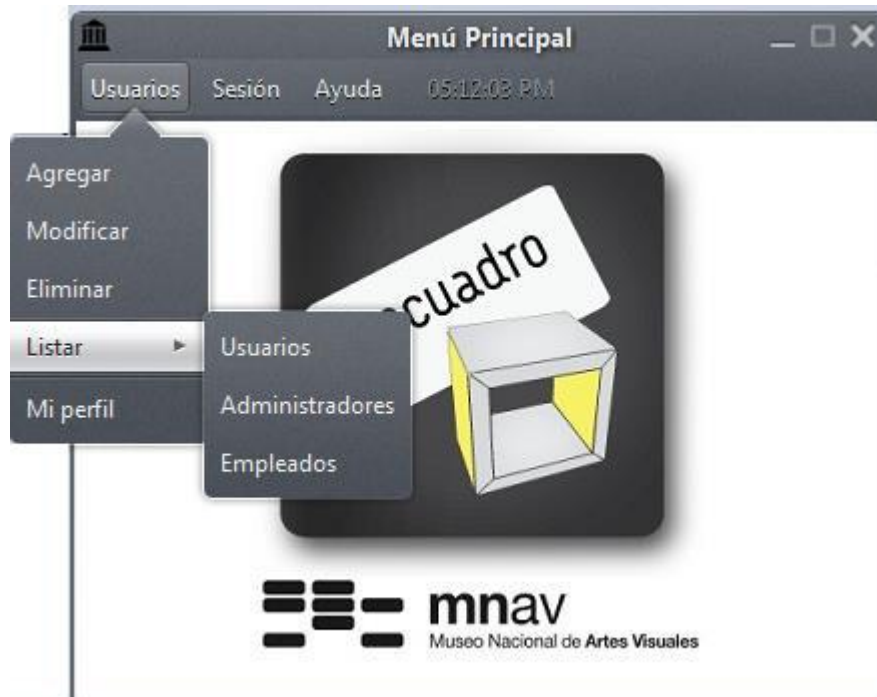 Menú Principal
Usuarios Sesión Ayuda 05:12:03 PM
Agregar
Modificar
Eliminar
Listar
Mi perfil
Usuarios
Administradores
Empleados
cuadro
mnav
Museo Nacional de Artes Visuales